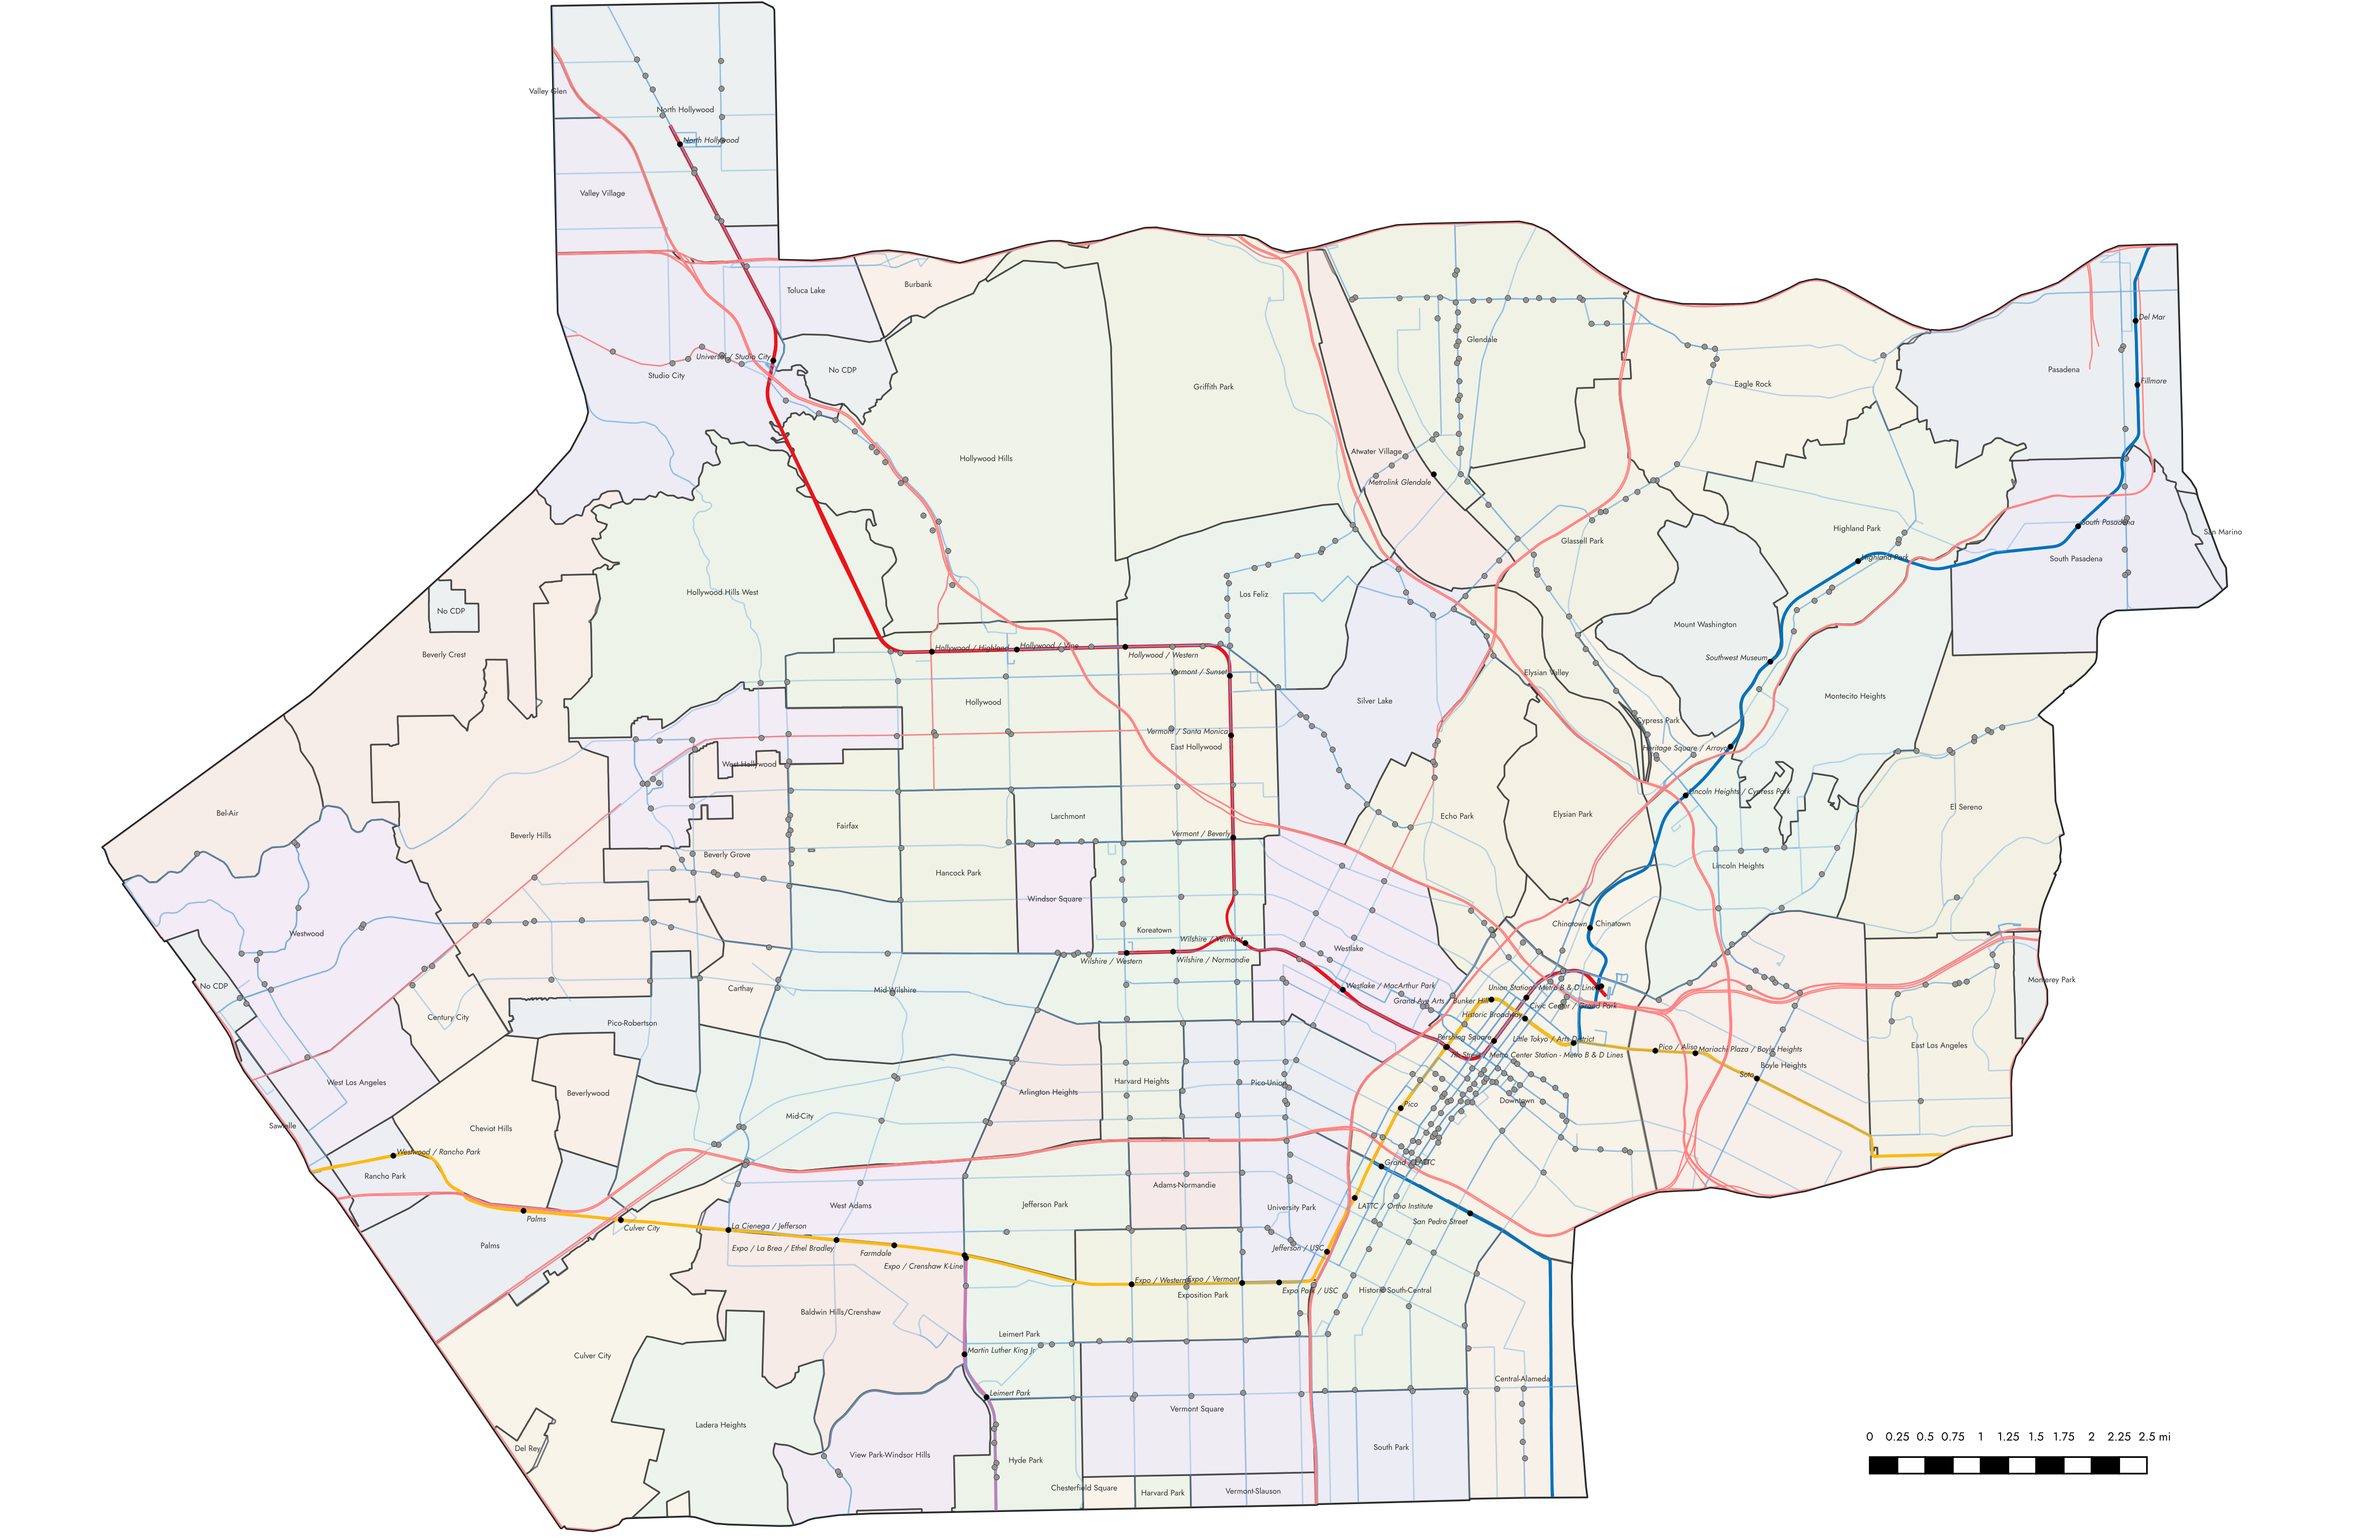 Valley Glen
North Hollywood
North Hollywood
Valley Village
Toluca Lake
Burbank
Universal / Studio City
Studio City
No CDP
Griffith Park
Glendale
Del Mar
Pasadena
Fillmore
Eagle Rock
Hollywood Hills
Atwater Village
Metrolink Glendale
South Pasadena
Highland Park
San Marino
Glassell Park
Highland Park
South Pasadena
Hollywood Hills West
Los Feliz
No CDP
Mount Washington
Beverly Crest
Hollywood / Highland
Hollywood / Vine
Hollywood / Western
Southwest Museum
Vermont / Sunset
Elysian Valley
Montecito Heights
Hollywood
Silver Lake
Cypress Park
Vermont / Santa Monica
East Hollywood
Heritage Square / Arroyo
West Hollywood
Lincoln Heights / Cypress Park
El Sereno
Bel-Air
Larchmont
Echo Park
Elysian Park
Fairfax
Beverly Hills
Vermont / Beverly
Beverly Grove
Lincoln Heights
Hancock Park
Windsor Square
Chinatown
Chinatown
Westwood
Koreatown
Wilshire / Vermont
Westlake
Wilshire / Western
Wilshire / Normandie
Monterey Park
No CDP
Carthay
Mid-Wilshire
Westlake / MacArthur Park
Union Station - Metro B & D Lines
Grand Ave Arts / Bunker Hill
Civic Center / Grand Park
Century City
Pico-Robertson
Historic Broadway
Pershing Square
Little Tokyo / Arts District
East Los Angeles
7th Street / Metro Center Station - Metro B & D Lines
Pico / Aliso
Mariachi Plaza / Boyle Heights
Boyle Heights
Soto
West Los Angeles
Beverlywood
Arlington Heights
Harvard Heights
Pico-Union
Downtown
Pico
Mid-City
Sawtelle
Cheviot Hills
Westwood / Rancho Park
Grand / LATTC
Rancho Park
Adams-Normandie
West Adams
Jefferson Park
University Park
LATTC / Ortho Institute
San Pedro Street
Palms
Culver City
La Cienega / Jefferson
Palms
Expo / La Brea / Ethel Bradley
Farmdale
Jefferson / USC
Expo / Crenshaw K-Line
Expo / Western
Expo / Vermont
Expo Park / USC
Exposition Park
Historic South-Central
Baldwin Hills/Crenshaw
Leimert Park
Martin Luther King Jr
Culver City
Central-Alameda
Leimert Park
Vermont Square
Ladera Heights
Del Rey
View Park-Windsor Hills
South Park
Hyde Park
Chesterfield Square
Harvard Park
Vermont-Slauson
0 0.25 0.5 0.75 1 1.25 1.5 1.75 2 2.25 2.5 mi